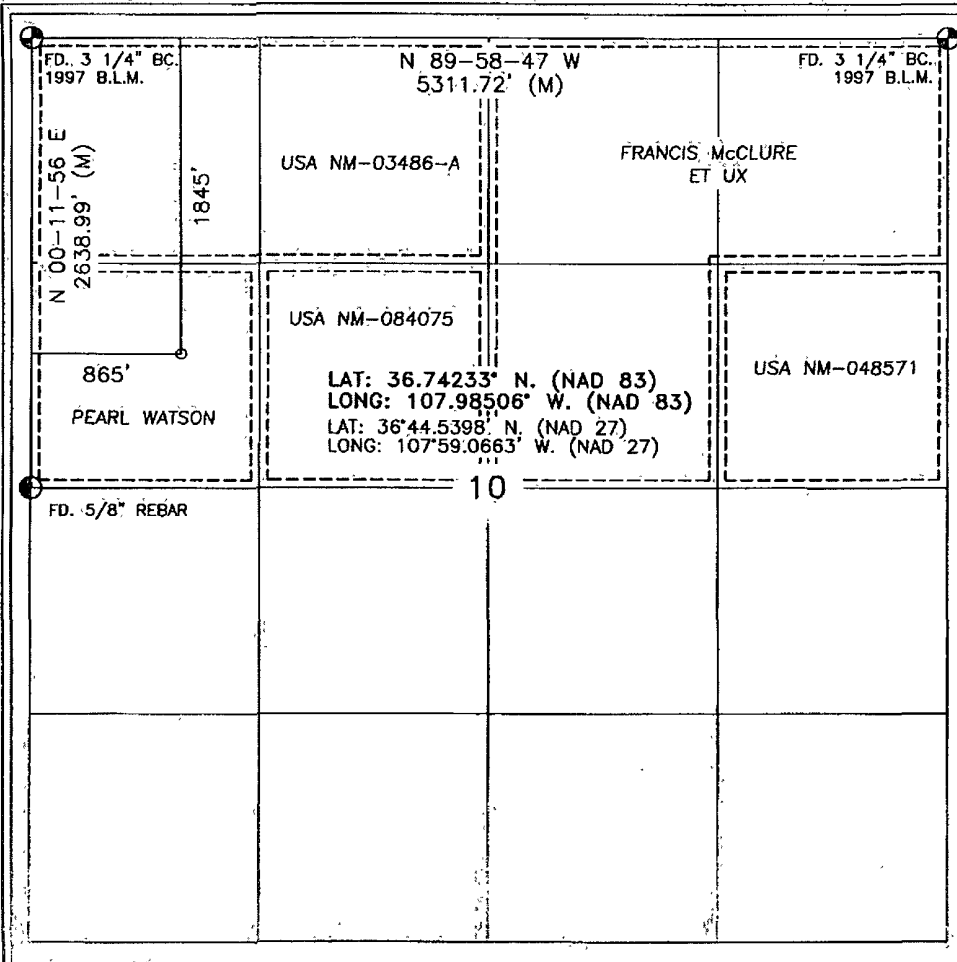 FD. 3 1/4" BC.
1997 B.L.M.
N 89-58-47 W
5311.72' (M)
FD. 3 1/4" BC.
1997 B.L.M.
N 00-11-56 E
2638.99' (M)
1845'
USA NM-03486-A
FRANCIS McCLURE
ET UX
USA NM-084075
865'
PEARL WATSON
LAT: 36.74233° N. (NAD 83)
LONG: 107.98506° W. (NAD 83)
LAT: 36°44.5398' N. (NAD 27)
LONG: 107°59.0663' W. (NAD 27)
USA NM-048571
10
FD. 5/8" REBAR